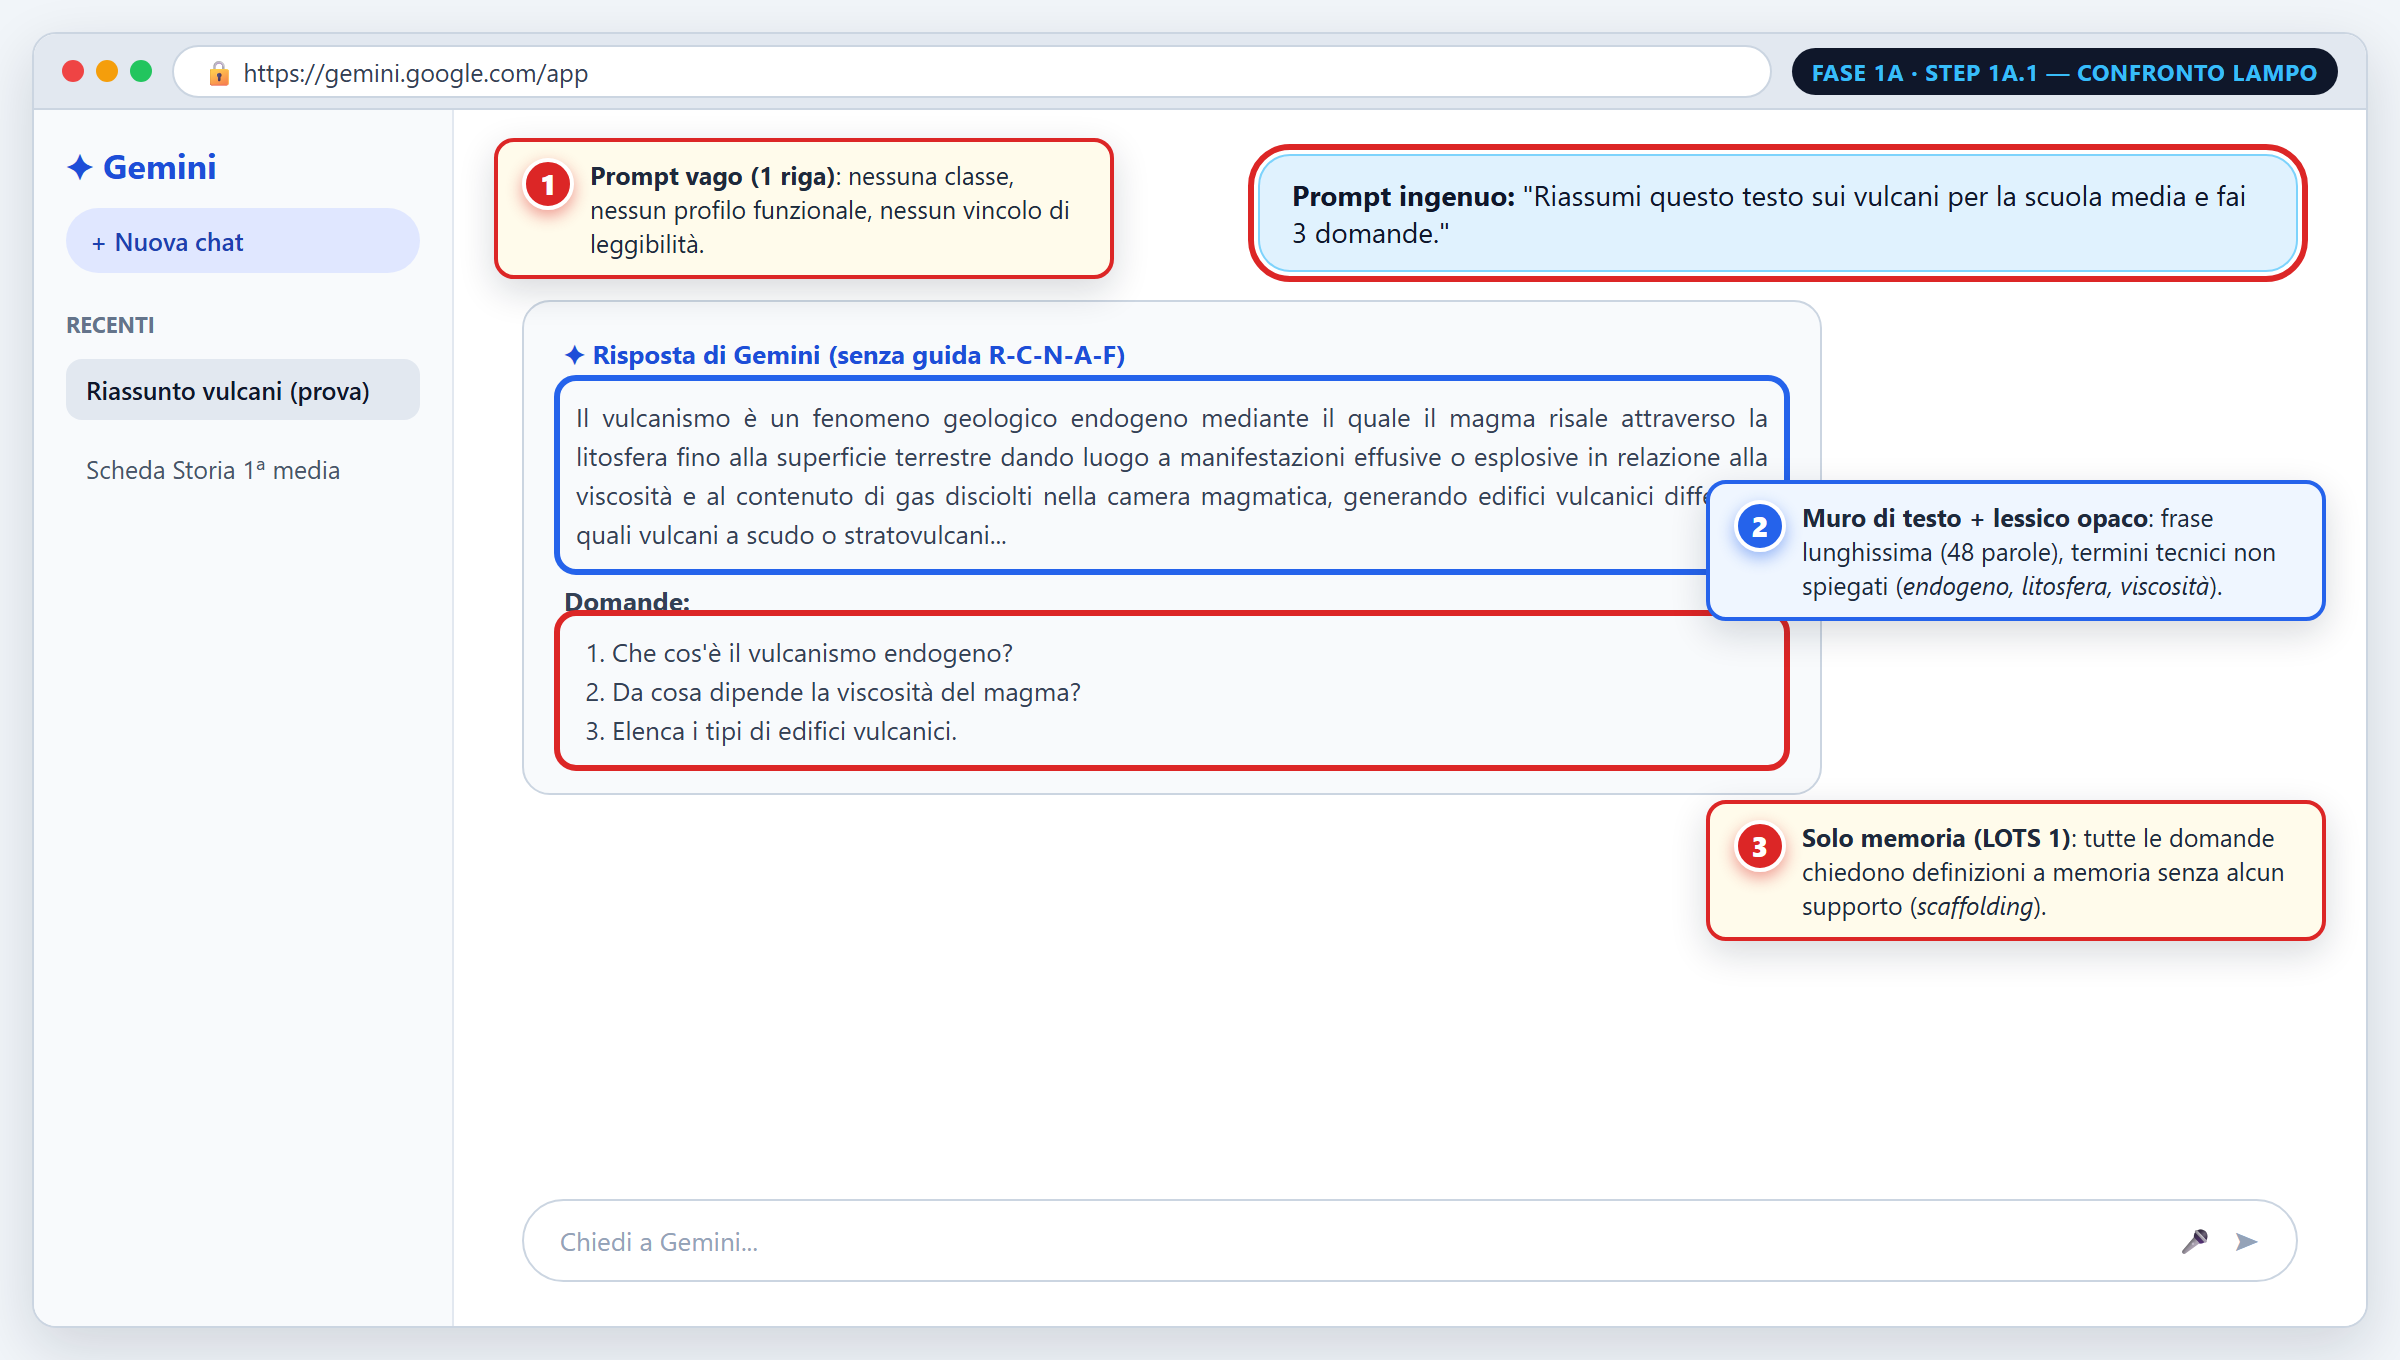 https://gemini.google.com/app
FASE 1A · STEP 1A.1 — CONFRONTO LAMPO
✦ Gemini
+ Nuova chat
RECENTI
Riassunto vulcani (prova)
Scheda Storia 1ª media
1
Prompt vago (1 riga): nessuna classe,
nessun profilo funzionale, nessun vincolo di
leggibilità.
Prompt ingenuo: "Riassumi questo testo sui vulcani per la scuola media e fai
3 domande."
✦ Risposta di Gemini (senza guida R-C-N-A-F)
Il vulcanismo è un fenomeno geologico endogeno mediante il quale il magma risale attraverso la
litosfera fino alla superficie terrestre dando luogo a manifestazioni effusive o esplosive in relazione alla
viscosità e al contenuto di gas disciolti nella camera magmatica, generando edifici vulcanici
quali vulcani a scudo o stratovulcani...
2
Muro di testo + lessico opaco: frase
lunghissima (48 parole), termini tecnici non
spiegati (endogeno, litosfera, viscosità).
Domande:
1. Che cos'è il vulcanismo endogeno?
2. Da cosa dipende la viscosità del magma?
3. Elenca i tipi di edifici vulcanici.
3
Solo memoria (LOTS 1): tutte le domande
chiedono definizioni a memoria senza alcun
supporto (scaffolding).
Chiedi a Gemini...